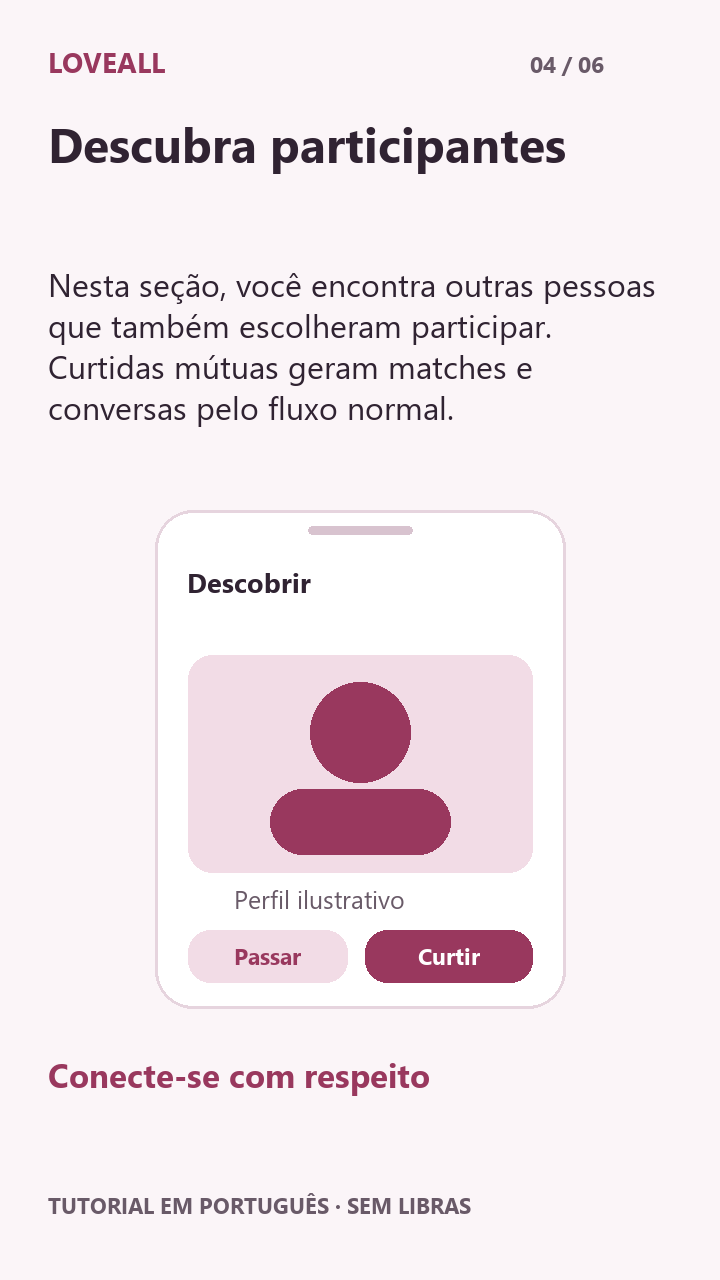 LOVEALL
04 / 06
Descubra participantes
Nesta seção, você encontra outras pessoas
que também escolheram participar.
Curtidas mútuas geram matches e
conversas pelo fluxo normal.
Descobrir
Perfil ilustrativo
Passar
Curtir
Conecte-se com respeito
TUTORIAL EM PORTUGUÊS · SEM LIBRAS